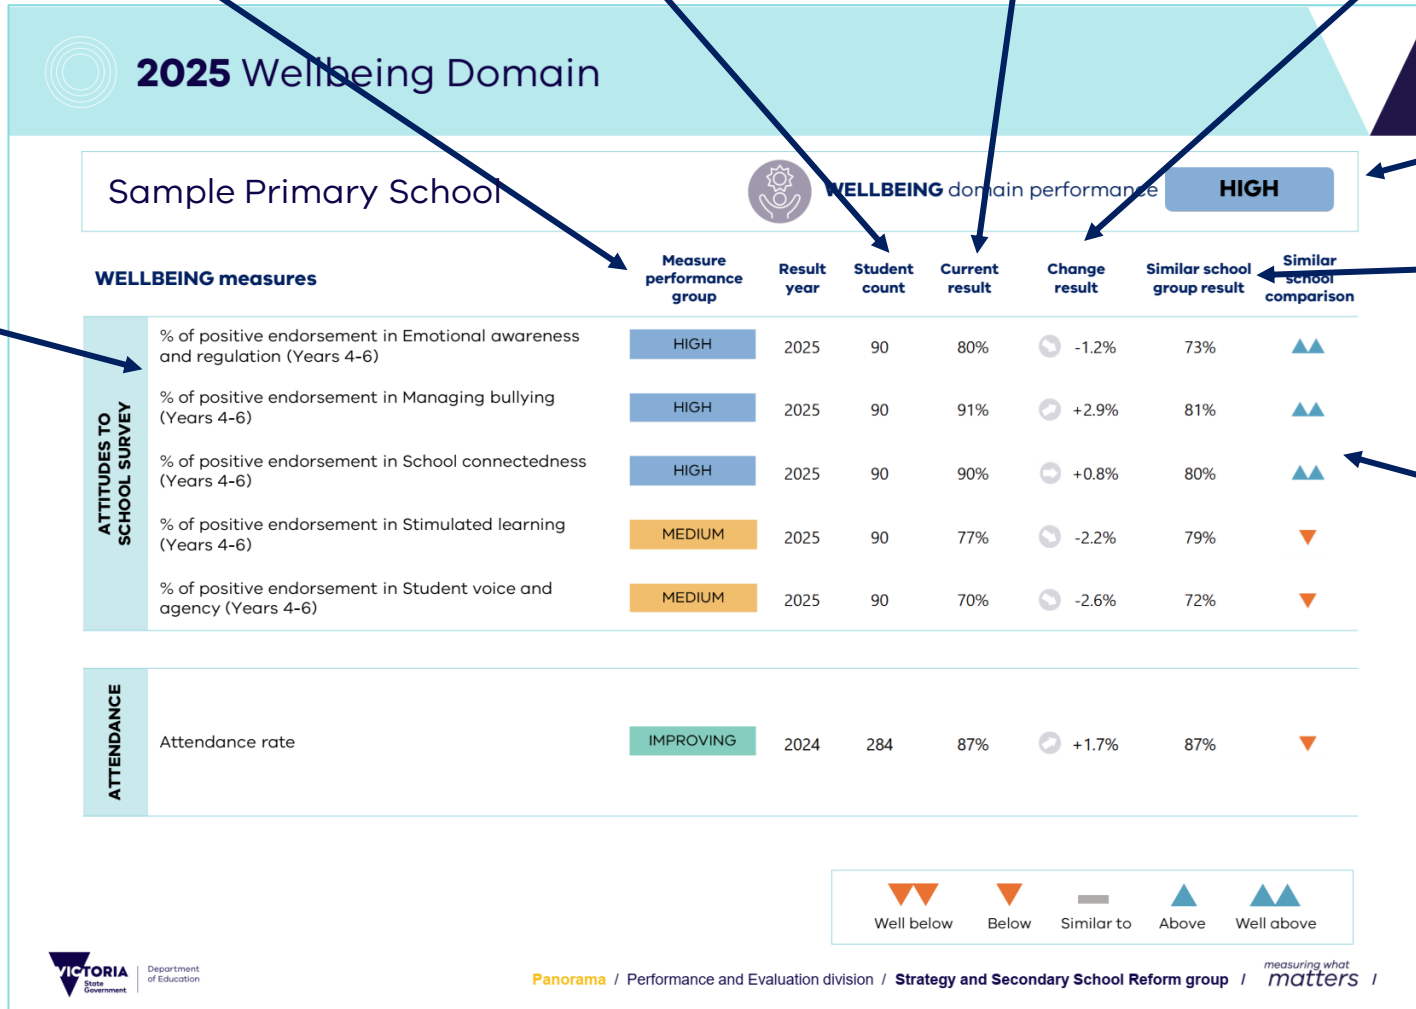 2025 Wellbeing Domain
Sample Primary School
WELLBEING domain performance
HIGH
WELLBEING measures
Measure
performance
group
Result
year
Student
count
Current
result
Change
result
Similar school
group result
Similar
school
comparison
ATTITUDES TO
SCHOOL SURVEY
% of positive endorsement in Emotional awareness
and regulation (Years 4-6)
HIGH 2025 90 80% -1.2% 73%
% of positive endorsement in Managing bullying
(Years 4-6)
HIGH 2025 90 91% +2.9% 81%
% of positive endorsement in School connectedness
(Years 4-6)
HIGH 2025 90 90% +0.8% 80%
% of positive endorsement in Stimulated learning
(Years 4-6)
MEDIUM 2025 90 77% -2.2% 79%
% of positive endorsement in Student voice and
agency (Years 4-6)
MEDIUM 2025 90 70% -2.6% 72%
ATTENDANCE
Attendance rate IMPROVING 2024 284 87% +1.7% 87%
Well below Below Similar to Above Well above
VICTORIA
State
Government
Department
of Education
Panorama / Performance and Evaluation division / Strategy and Secondary School Reform group /
measuring what
matters /